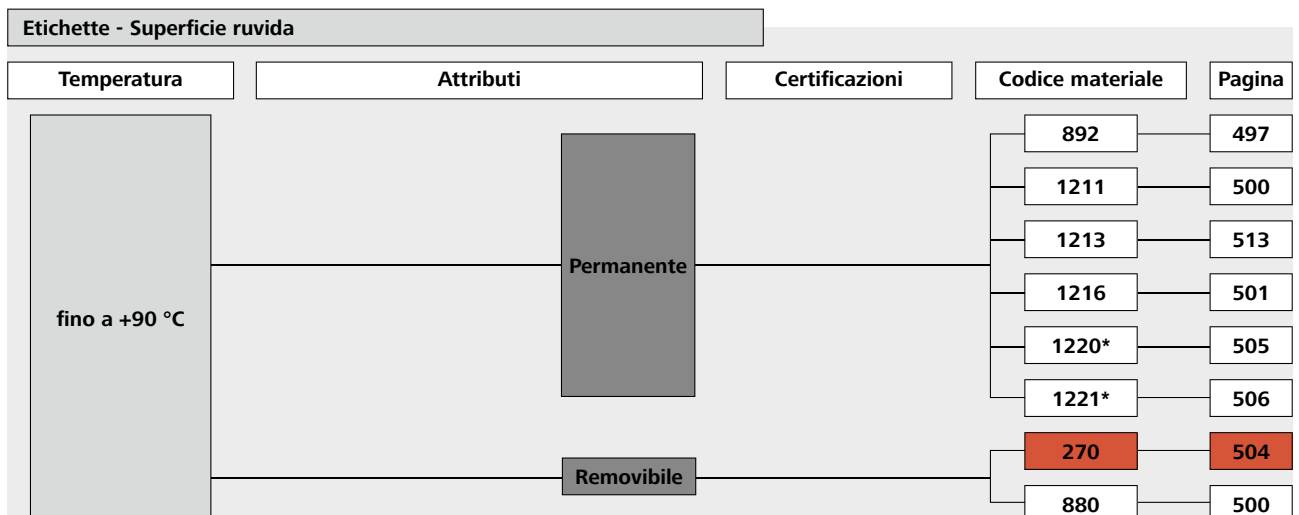 Etichette - Superficie ruvida
Temperatura Attributi Certificazioni Codice materiale Pagina
892 497
1211 500
1213 513
Permanente
1216 501
fino a +90 °C
1220* 505
1221* 506
270 504
Removibile
880 500